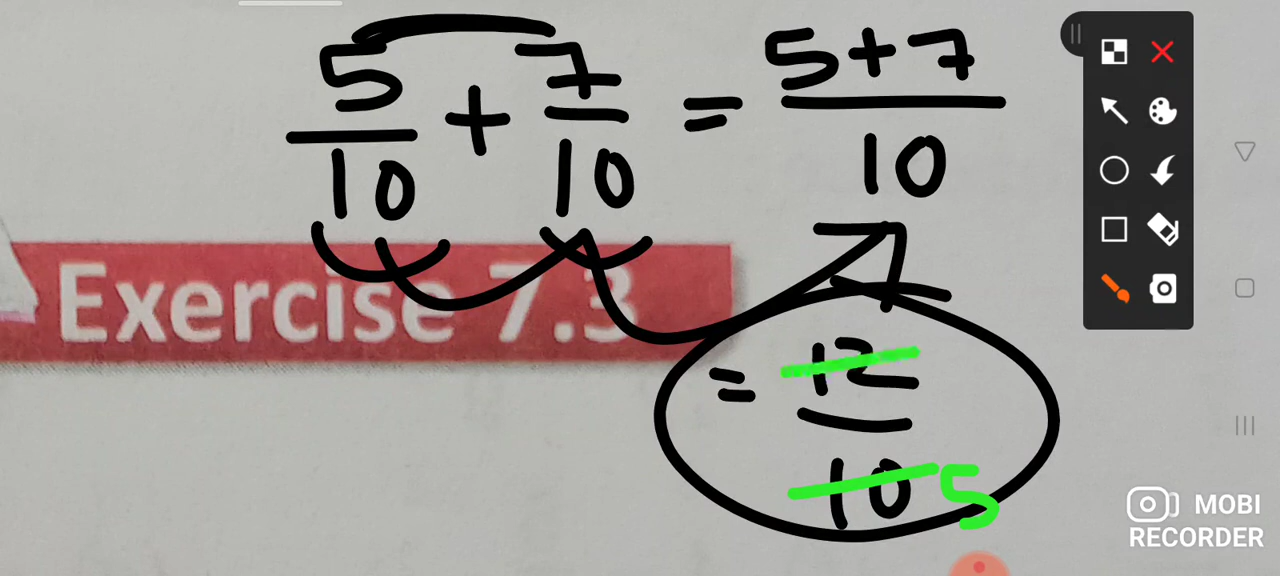 5/10 + 7/10 = 5+7/10
Exercise 7.3
= 12/10 5
MOBI
RECORDER